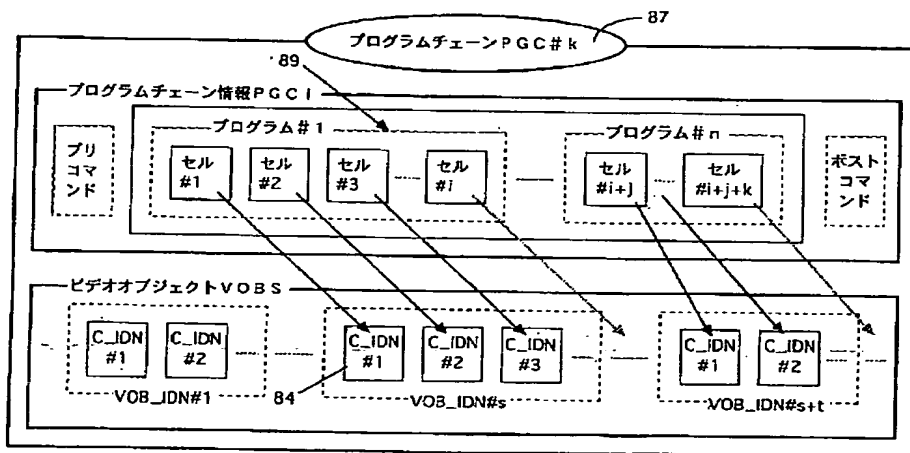 プログラムチェーンPGC#k
87
89
プログラムチェーン情報PGCI
プリ
コマ
ンド
プログラム#1
セル
#1
セル
#2
セル
#3
セル
#i
プログラム#n
セル
#i+j
セル
#i+j+k
ポスト
コマ
ンド
ビデオオブジェクトVOBS
C_IDN
#1
C_IDN
#2
VOB_IDN#1
84
C_IDN
#1
C_IDN
#2
C_IDN
#3
VOB_IDN#s
C_IDN
#1
C_IDN
#2
VOB_IDN#s+t